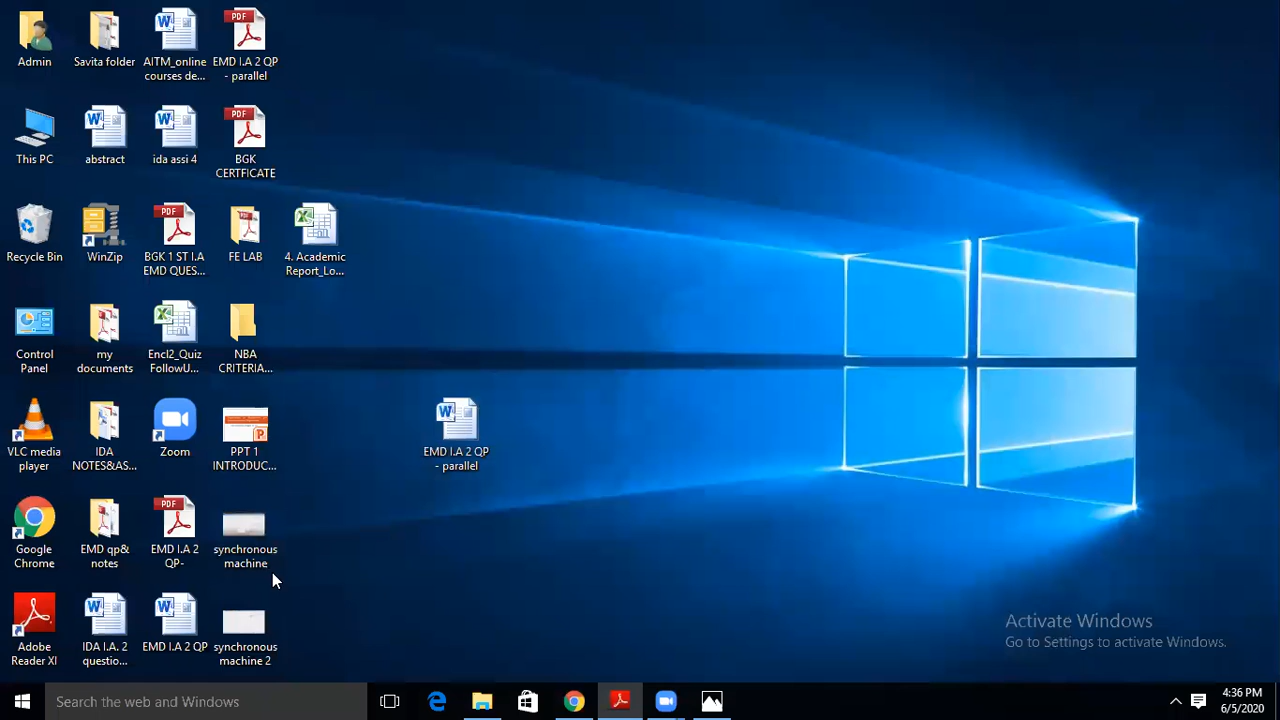 Admin
Savita folder
AITM_online
courses de...
PDF
EMD I.A 2 QP
- parallel
This PC
abstract
ida assi 4
PDF
BGK
CERTFICATE
Recycle Bin
WinZip
PDF
BGK 1 ST I.A
EMD QUES...
FE LAB
4. Academic
Report_Lo...
Control
Panel
my
documents
Encl2_Quiz
FollowU...
NBA
CRITERIA...
VLC media
player
IDA
NOTES&AS...
Zoom
PPT 1
INTRODUC...
EMD I.A 2 QP
- parallel
Google
Chrome
EMD qp&
notes
PDF
EMD I.A 2
QP-
synchronous
machine
Adobe
Reader XI
IDA I.A. 2
questio...
EMD I.A 2 QP
synchronous
machine 2
Activate Windows
Go to Settings to activate Windows.
Search the web and Windows
4:36 PM
6/5/2020